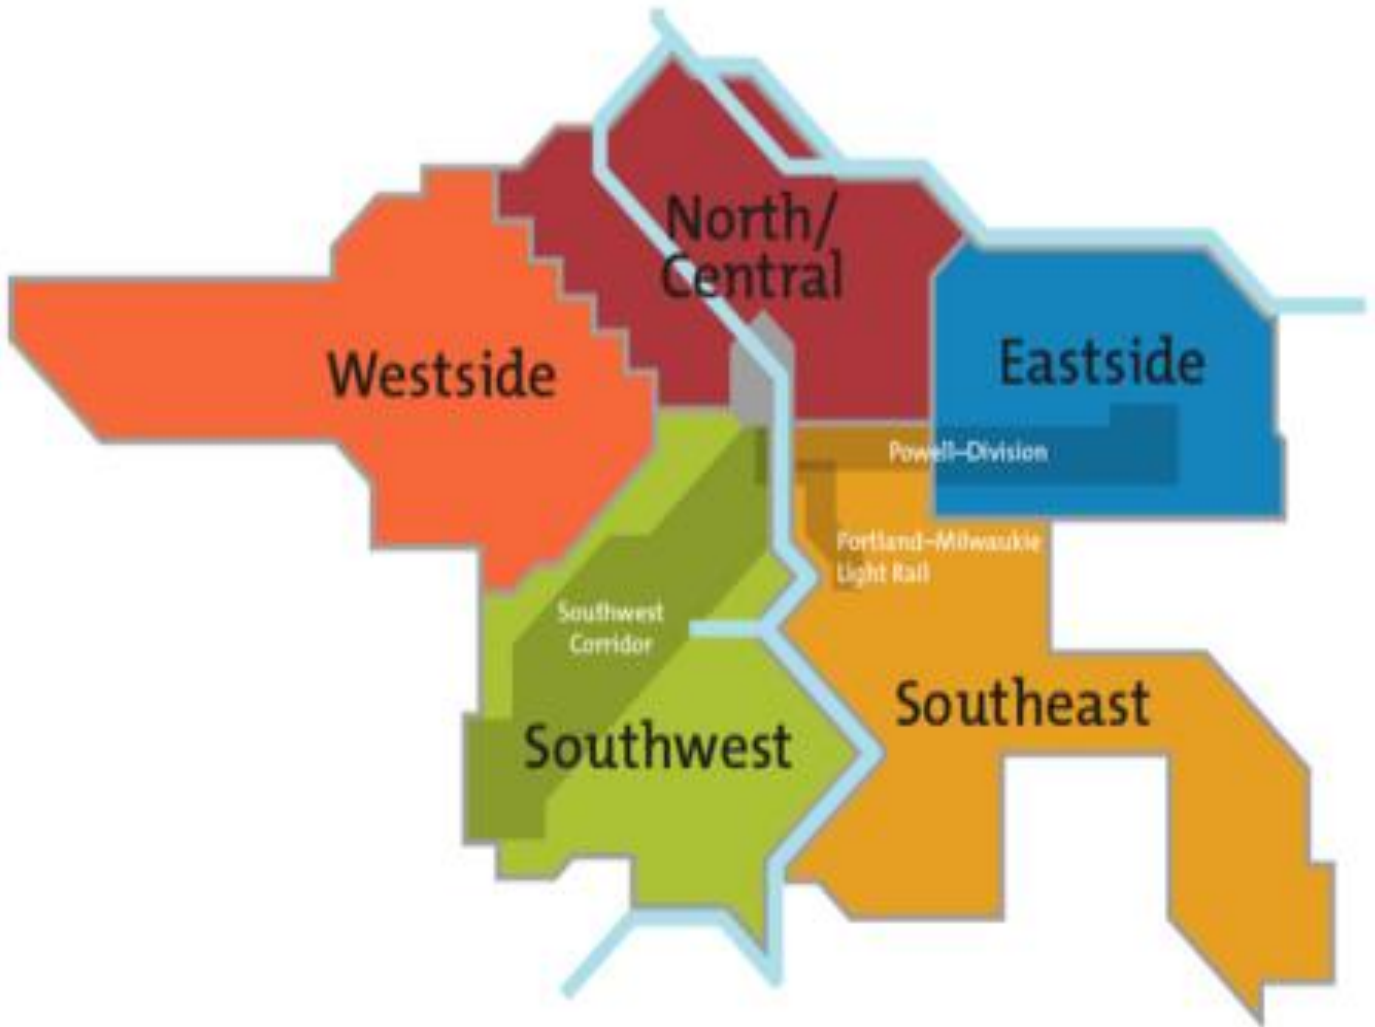 North/
Central
Westside
Eastside
Powell–Division
Portland–Milwaukie
Light Rail
Southwest
Corridor
Southeast
Southwest